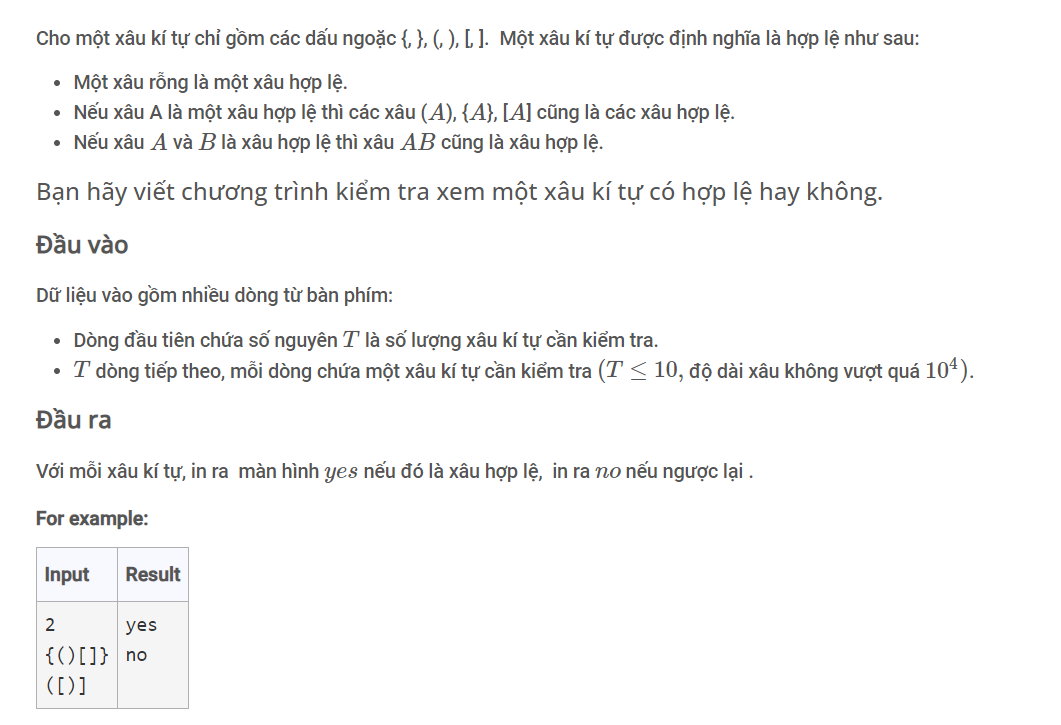 Cho một xâu kí tự chỉ gồm các dấu ngoặc {, }, (, ), [, ]. Một xâu kí tự được định nghĩa là hợp lệ như sau:
• Một xâu rỗng là một xâu hợp lệ.
• Nếu xâu A là một xâu hợp lệ thì các xâu (A), {A}, [A] cũng là các xâu hợp lệ.
• Nếu xâu A và B là xâu hợp lệ thì xâu AB cũng là xâu hợp lệ.
Bạn hãy viết chương trình kiểm tra xem một xâu kí tự có hợp lệ hay không.
Đầu vào
Dữ liệu vào gồm nhiều dòng từ bàn phím:
• Dòng đầu tiên chứa số nguyên T là số lượng xâu kí tự cần kiểm tra.
• T dòng tiếp theo, mỗi dòng chứa một xâu kí tự cần kiểm tra (T ≤ 10, độ dài xâu không vượt quá 10⁴).
Đầu ra
Với mỗi xâu kí tự, in ra màn hình yes nếu đó là xâu hợp lệ, in ra no nếu ngược lại .
For example:
Input Result
2 yes
{()[]} no
([)]